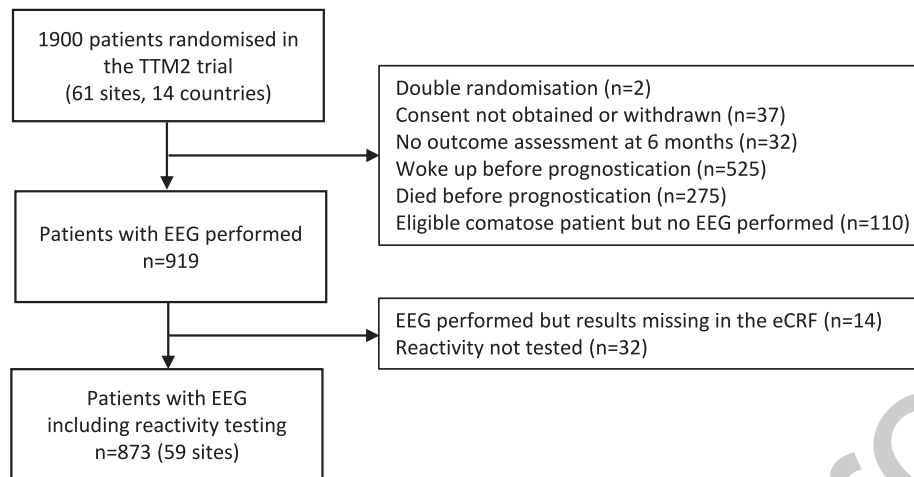 1900 patients randomised in
the TTM2 trial
(61 sites, 14 countries)
Double randomisation (n=2)
Consent not obtained or withdrawn (n=37)
No outcome assessment at 6 months (n=32)
Woke up before prognostication (n=525)
Died before prognostication (n=275)
Eligible comatose patient but no EEG performed (n=110)
Patients with EEG performed
n=919
EEG performed but results missing in the eCRF (n=14)
Reactivity not tested (n=32)
Patients with EEG
including reactivity testing
n=873 (59 sites)